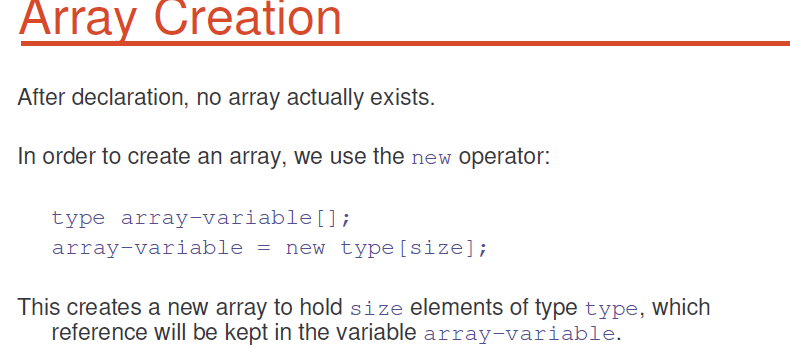 Array Creation
After declaration, no array actually exists.
In order to create an array, we use the new operator:
type array-variable[];
array-variable = new type[size];
This creates a new array to hold size elements of type type, which
reference will be kept in the variable array-variable.